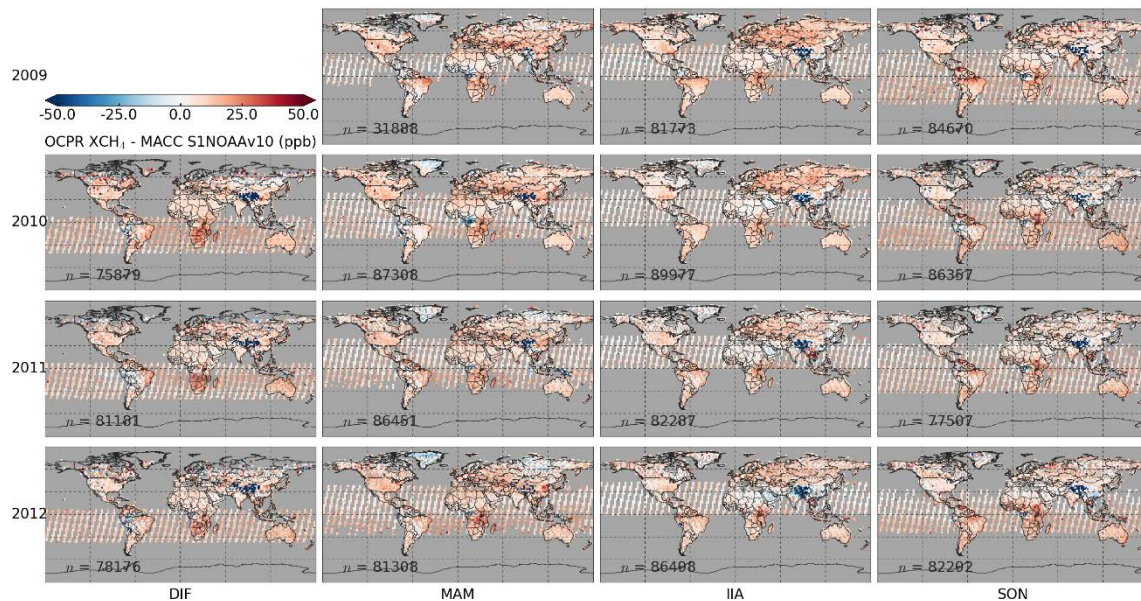 2009
-50.0 -25.0 0.0 25.0 50.0
OCPR XCH₄ - MACC S1NOAAv10 (ppb)
n = 31888
n = 81773
n = 84670
2010
n = 75879
n = 87308
n = 89977
n = 86357
2011
n = 81181
n = 86451
n = 82287
n = 77507
2012
n = 78176
n = 81308
n = 86498
n = 82292
DJF MAM JJA SON